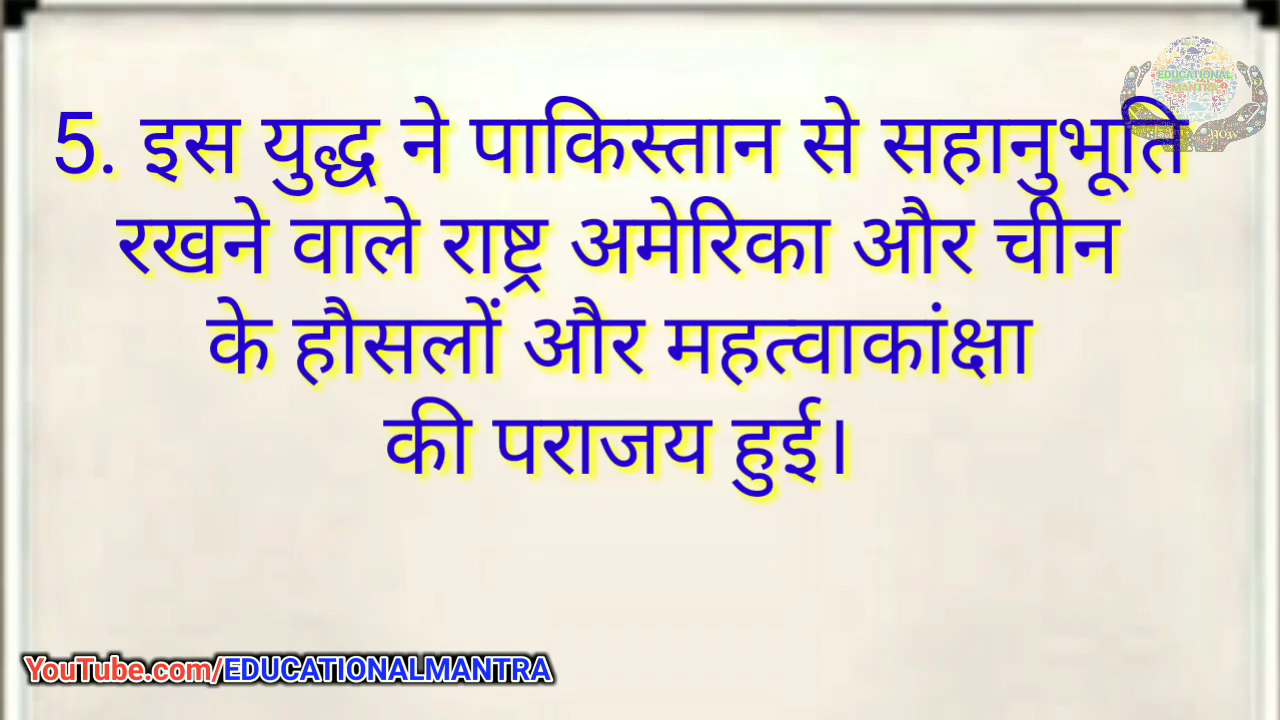 EDUCATIONAL
MANTRA
5. इस युद्ध ने पाकिस्तान से सहानुभूति
रखने वाले राष्ट्र अमेरिका और चीन
के हौसलों और महत्वाकांक्षा
की पराजय हुई।
YouTube.com/EDUCATIONALMANTRA